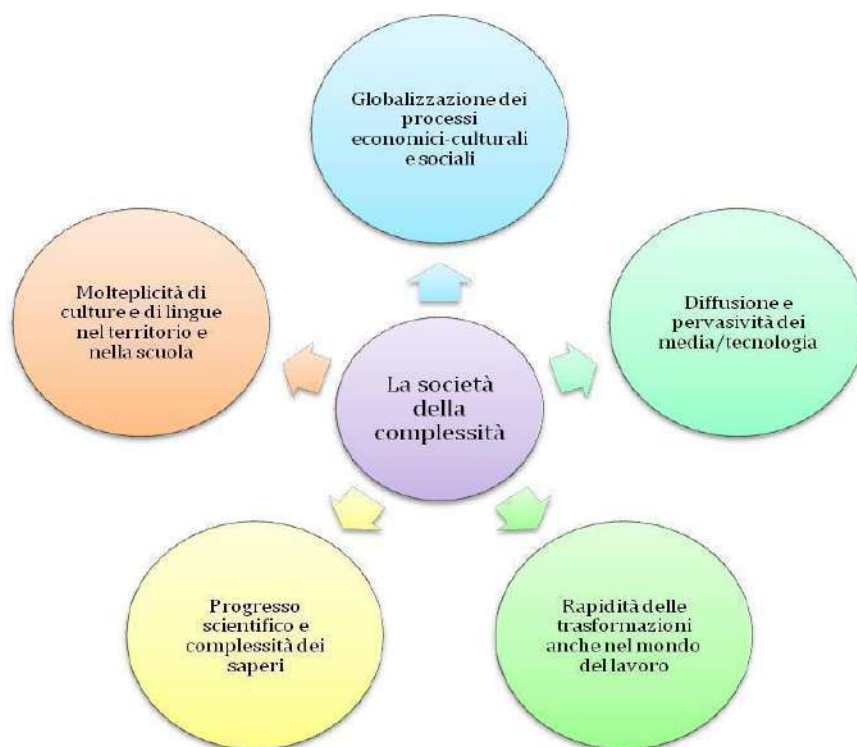 Globalizzazione dei
processi
economici-culturali
e sociali
Molteplicità di
culture e di lingue
nel territorio e
nella scuola
Diffusione e
pervasività dei
media/tecnologia
La società
della
complessità
Progresso
scientifico e
complessità dei
saperi
Rapidità delle
trasformazioni
anche nel mondo
del lavoro